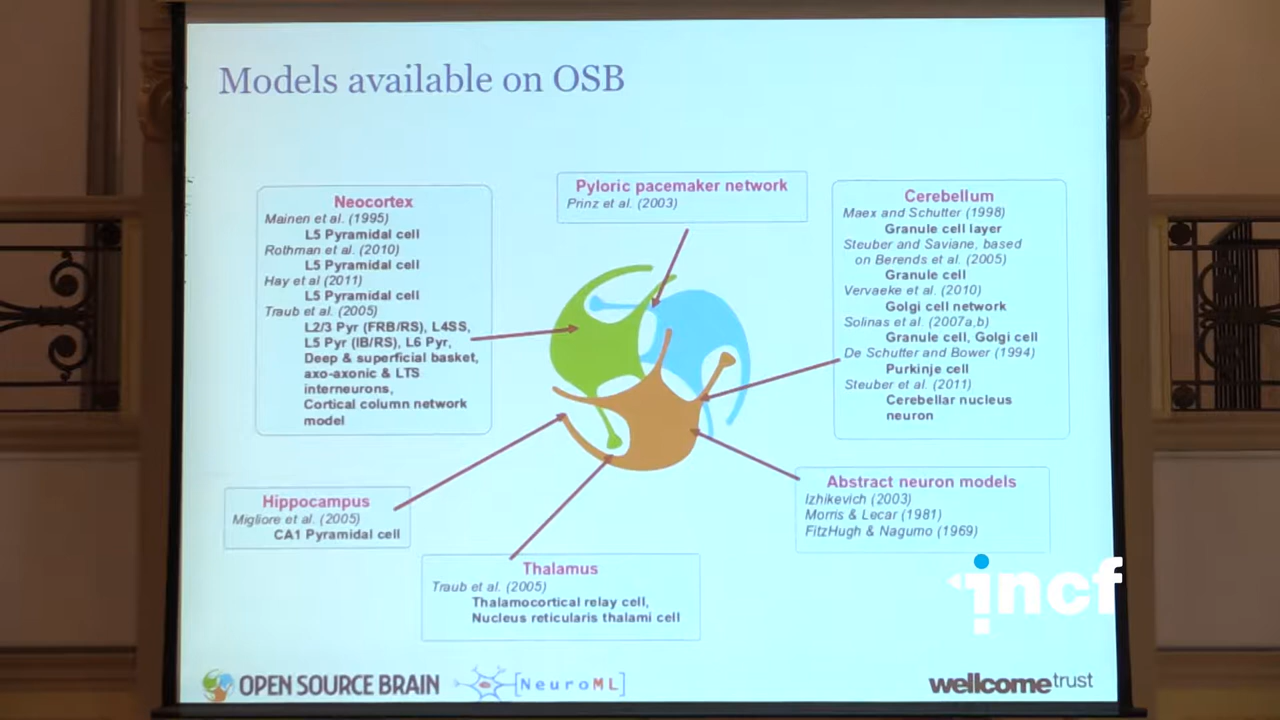 Models available on OSB
Neocortex
Mainen et al. (1995)
L5 Pyramidal cell
Rothman et al. (2010)
L5 Pyramidal cell
Hay et al (2011)
L5 Pyramidal cell
Traub et al. (2005)
L2/3 Pyr (FRB/RS), L4SS,
L5 Pyr (IB/RS), L6 Pyr,
Deep & superficial basket,
axo-axonic & LTS
interneurons,
Cortical column network
model
Pyloric pacemaker network
Prinz et al. (2003)
Cerebellum
Maex and Schutter (1998)
Granule cell layer
Steuber and Saviane, based
on Berends et al. (2005)
Granule cell
Vervaeke et al. (2010)
Golgi cell network
Solinas et al. (2007a,b)
Granule cell, Golgi cell
De Schutter and Bower (1994)
Purkinje cell
Steuber et al. (2011)
Cerebellar nucleus
neuron
Hippocampus
Migliore et al. (2005)
CA1 Pyramidal cell
Abstract neuron models
Izhikevich (2003)
Morris & Lecar (1981)
FitzHugh & Nagumo (1969)
Thalamus
Traub et al. (2005)
Thalamocortical relay cell,
Nucleus reticularis thalami cell
incf
OPEN SOURCE BRAIN
[NeuroML]
wellcometrust